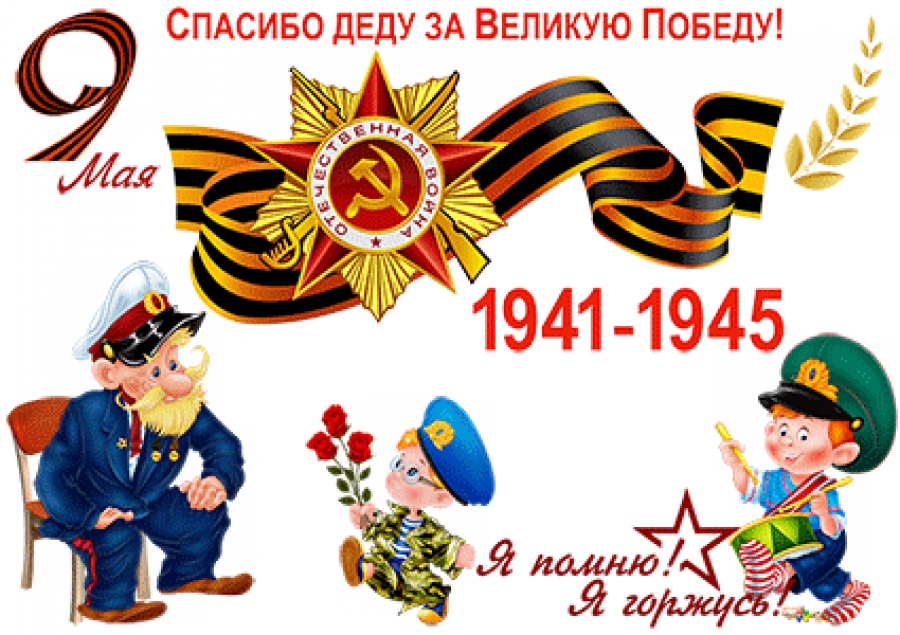 Спасибо деду за Великую Победу!
9
Мая
ОТЕЧЕСТВЕННАЯ ВОЙНА
1941-1945
Я помню!
Я горжусь!